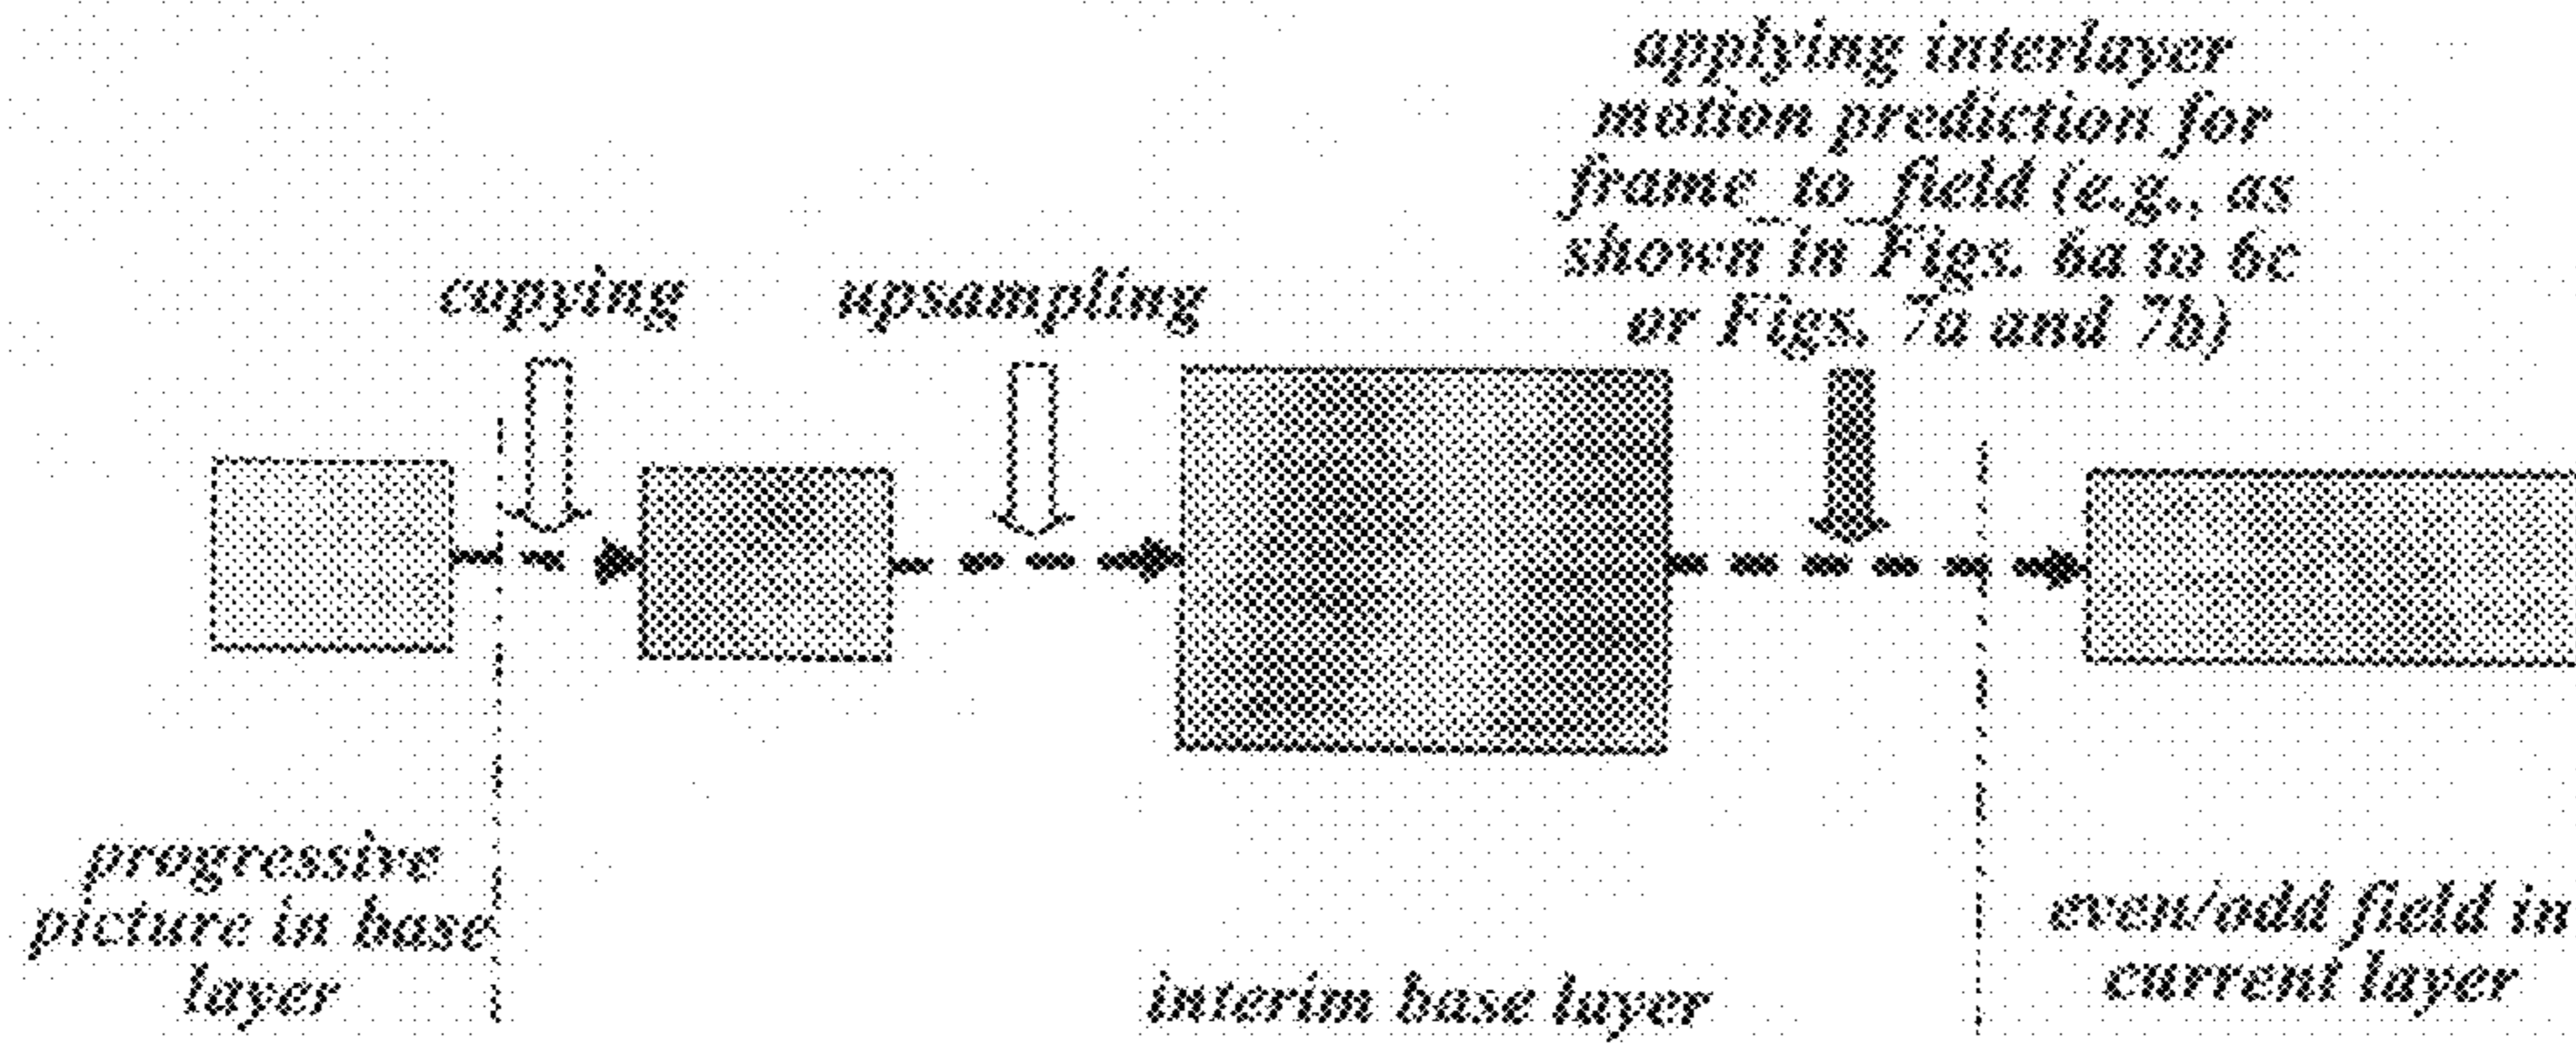 applying interlayer
motion prediction for
frame_to_field (e.g., as
shown in Figs. 6a to 6c
or Figs. 7a and 7b)
copying
upsampling
progressive
picture in base
layer
interim base layer
even/odd field in
current layer